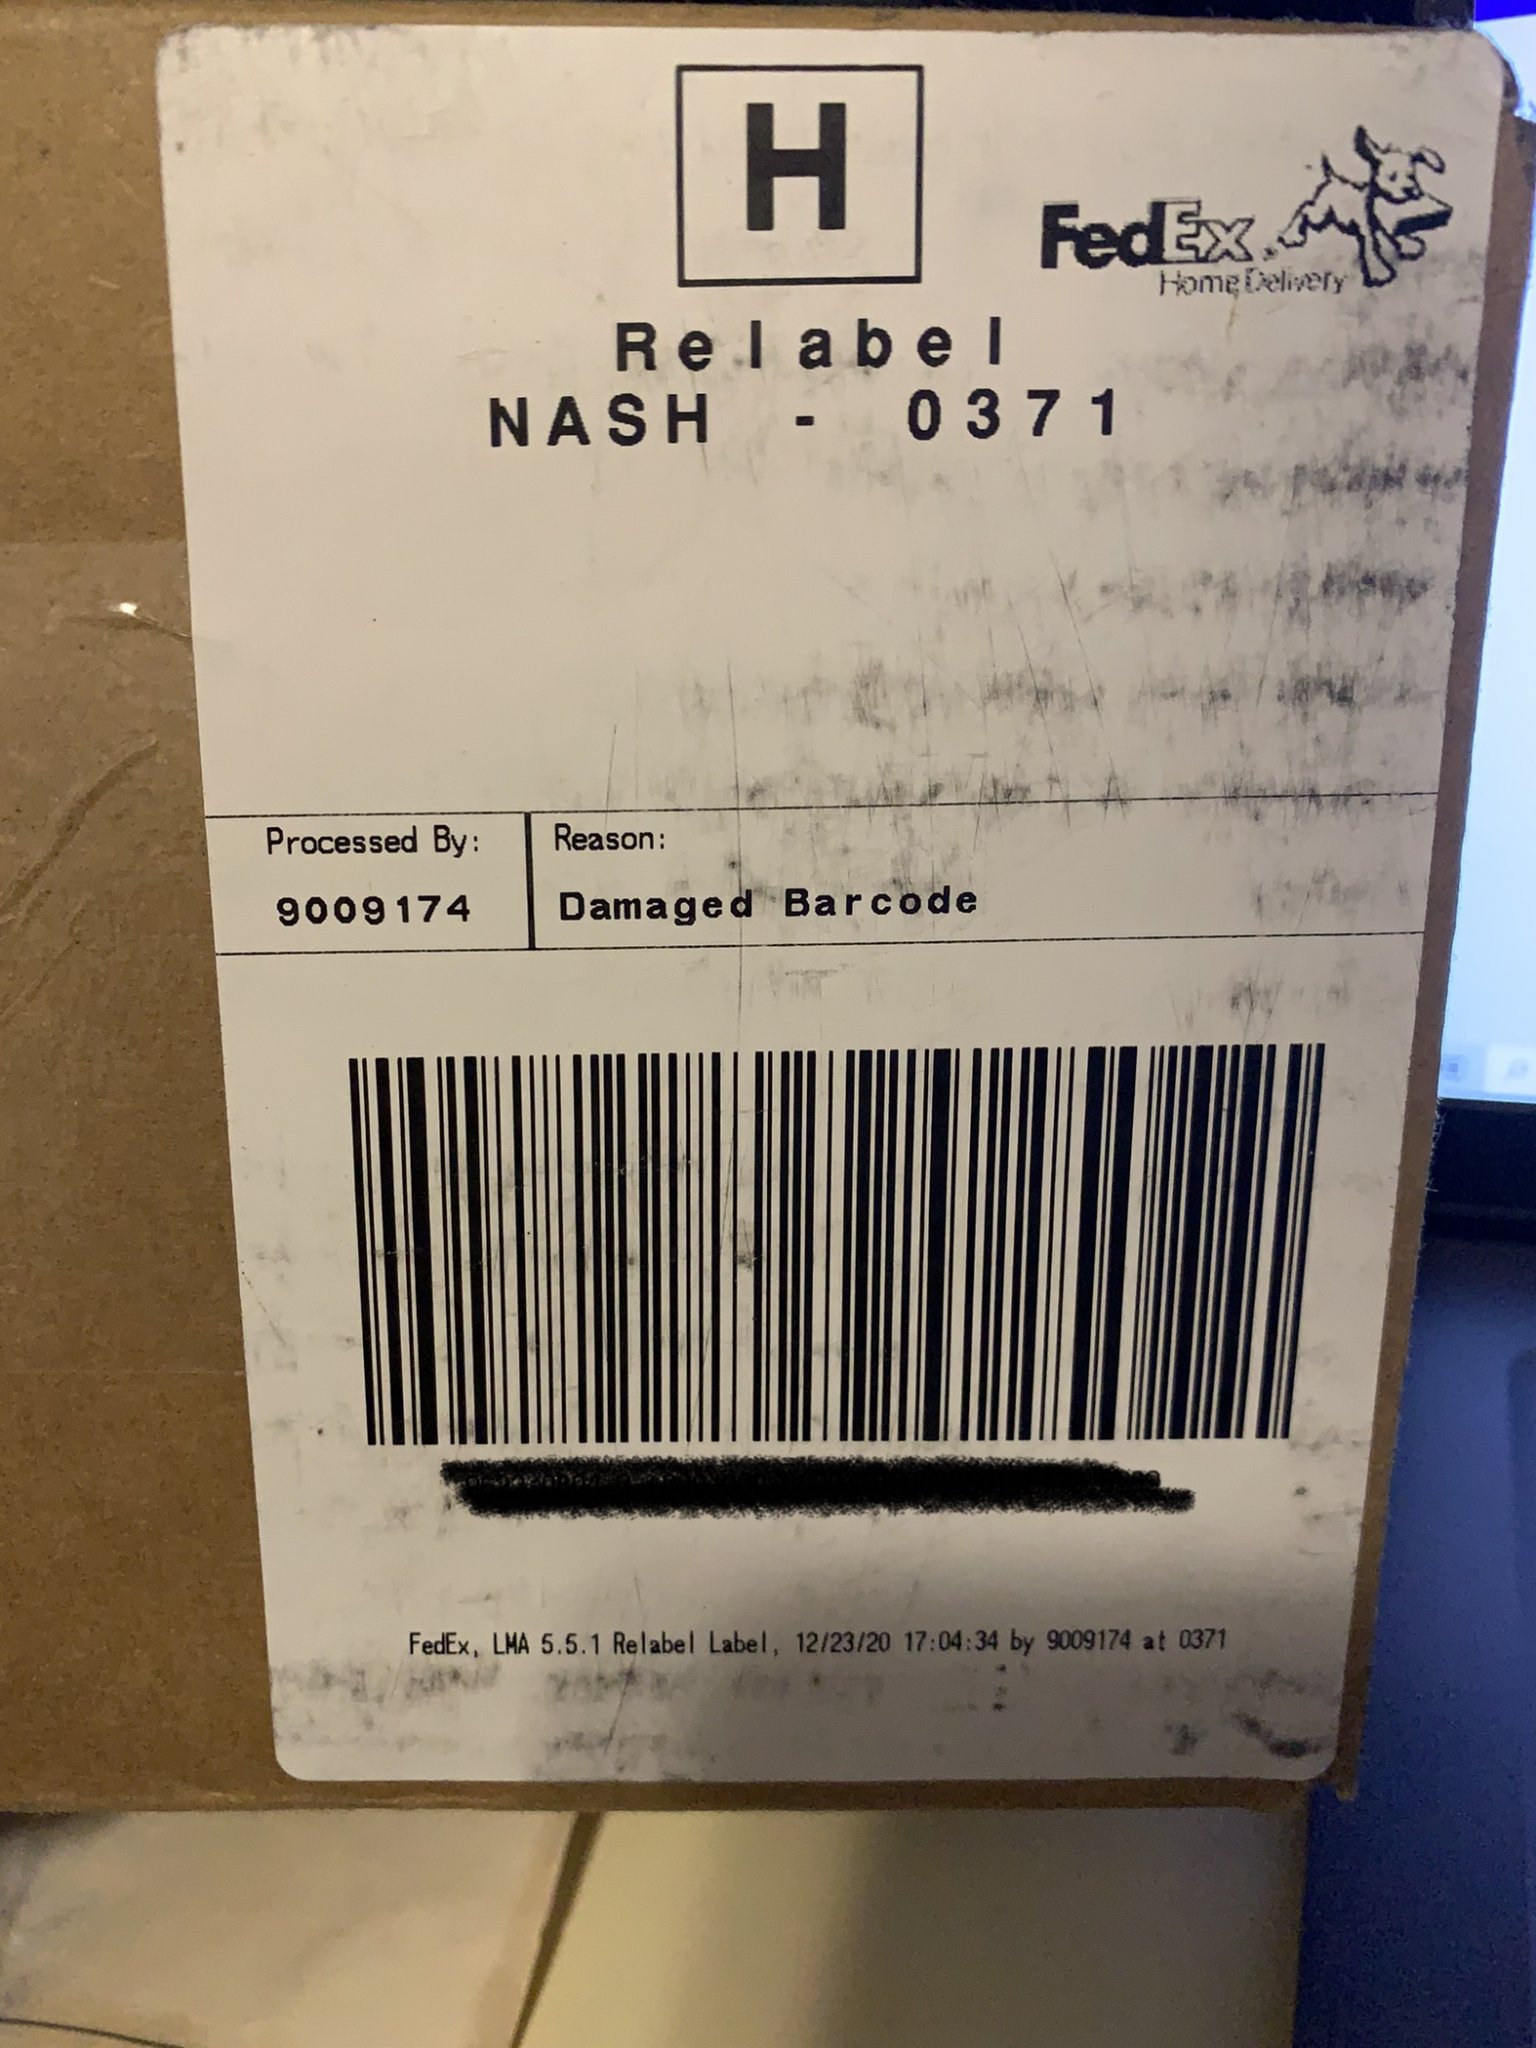 H
FedEx
Home Delivery
Relabel
NASH - 0371
Processed By:
9009174
Reason:
Damaged Barcode
FedEx, LMA 5.5.1 Relabel Label, 12/23/20 17:04:34 by 9009174 at 0371